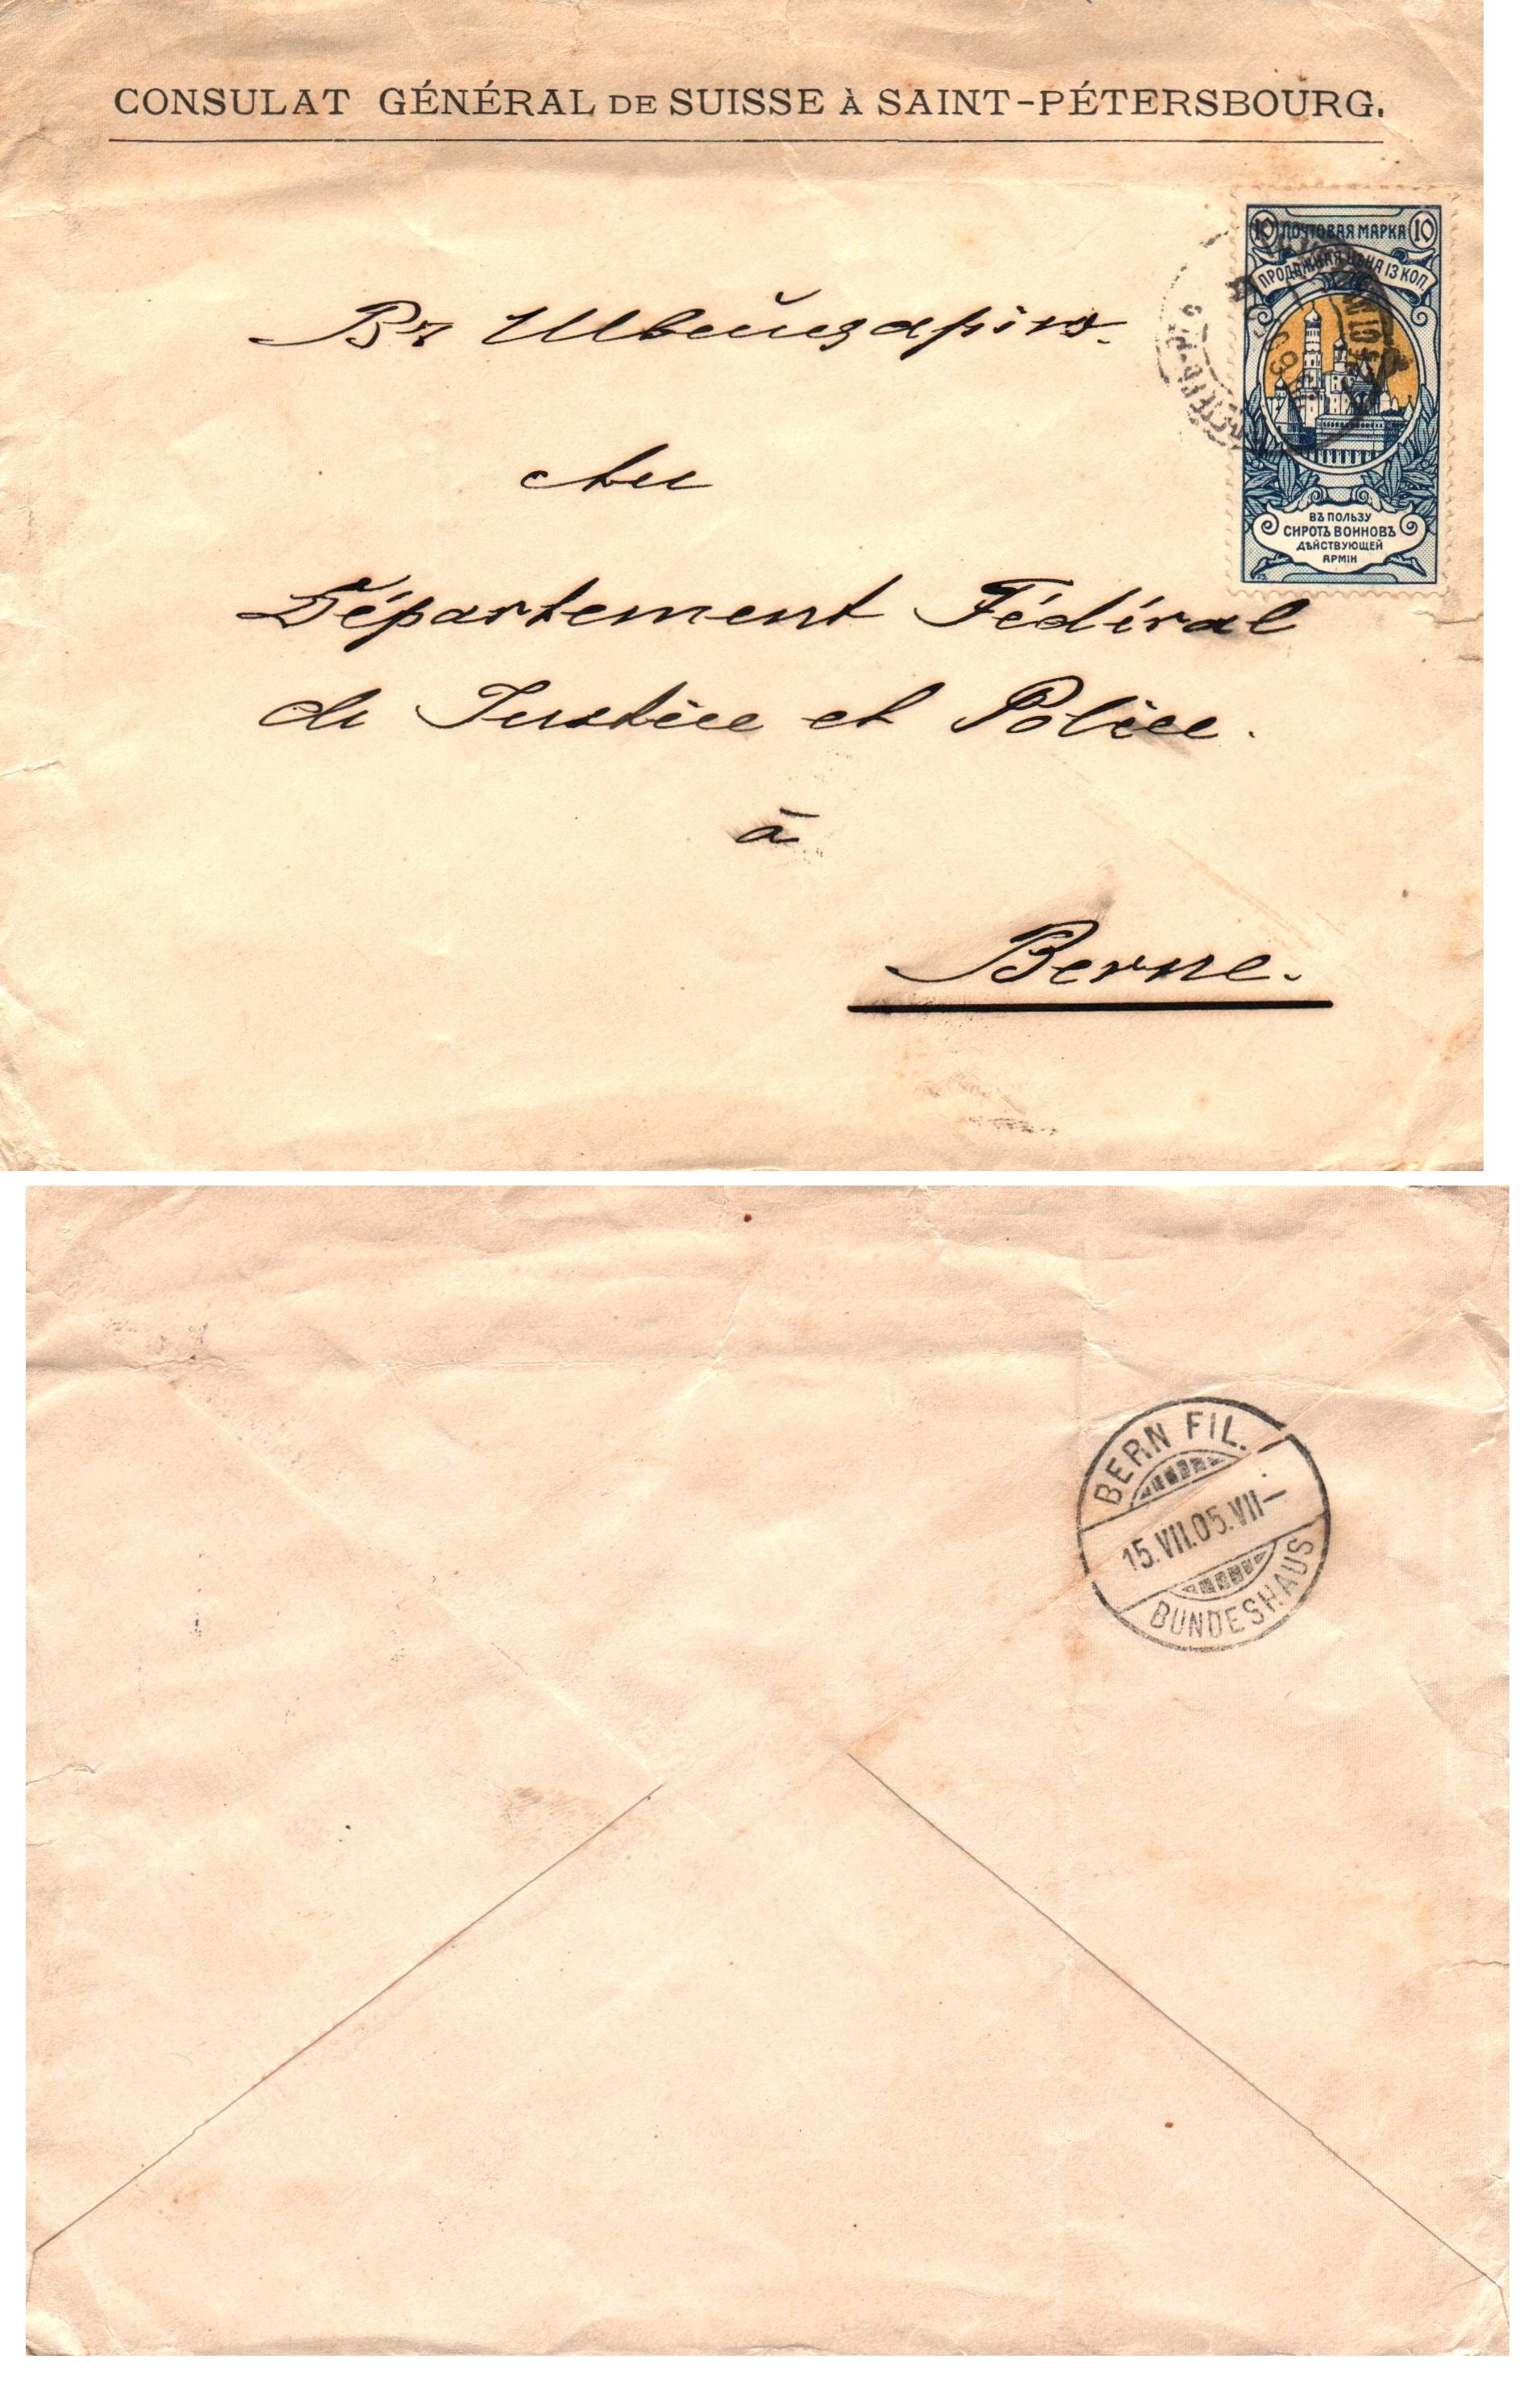 CONSULAT GÉNÉRAL DE SUISSE À SAINT-PÉTERSBOURG.
10 ПОЧТОВАЯ МАРКА 10
ПРОДАЖНАЯ ЦѢНА 13 КОП.
ВЪ ПОЛЬЗУ
СИРОТЪ ВОИНОВЪ
ДѢЙСТВУЮЩЕЙ
АРМІИ
Въ Швейцарію.
Au
Département Fédéral
de Justice et Police.
à
Berne.
BERN FIL.
15.VII.05.VII–
BUNDESHAUS